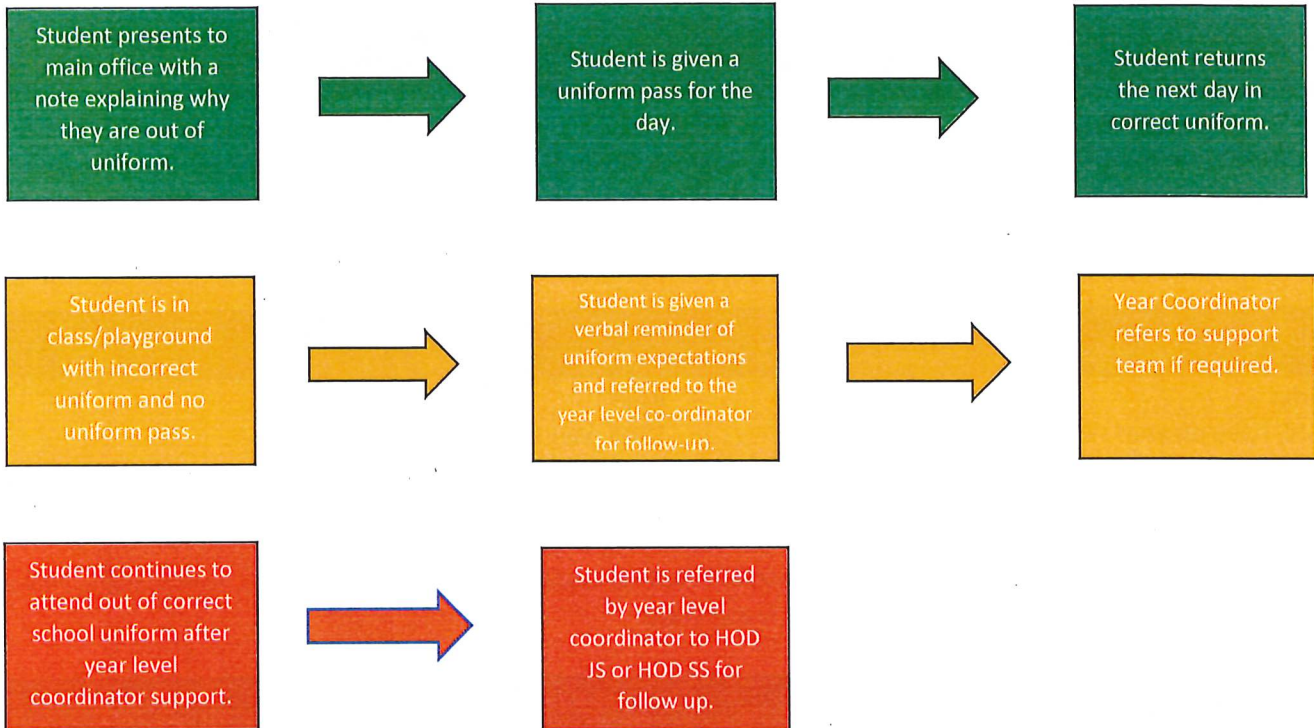 Student presents to
main office with a
note explaining why
they are out of
uniform.
Student is given a
uniform pass for the
day.
Student returns
the next day in
correct uniform.
Student is in
class/playground
with incorrect
uniform and no
uniform pass.
Student is given a
verbal reminder of
uniform expectations
and referred to the
year level co-ordinator
for follow-up.
Year Coordinator
refers to support
team if required.
Student continues to
attend out of correct
school uniform after
year level
coordinator support.
Student is referred
by year level
coordinator to HOD
JS or HOD SS for
follow up.